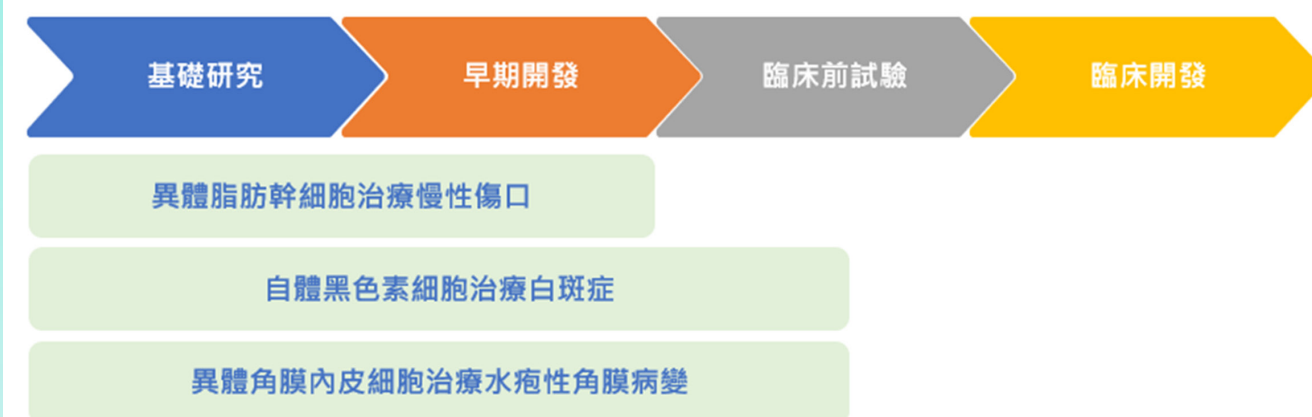 基礎研究
早期開發
臨床前試驗
臨床開發
異體脂肪幹細胞治療慢性傷口
自體黑色素細胞治療白斑症
異體角膜內皮細胞治療水疱性角膜病變